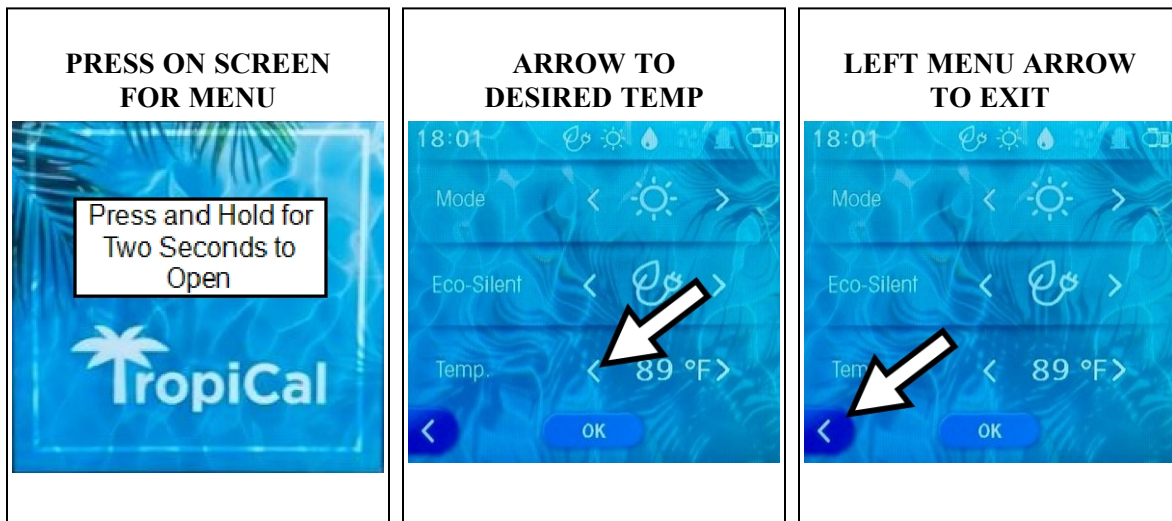 PRESS ON SCREEN
FOR MENU
Press and Hold for
Two Seconds to
Open
TropiCal
ARROW TO
DESIRED TEMP
18:01
Mode
Eco-Silent
Temp.
89 °F
OK
LEFT MENU ARROW
TO EXIT
18:01
Mode
Eco-Silent
Tem
89 °F
OK